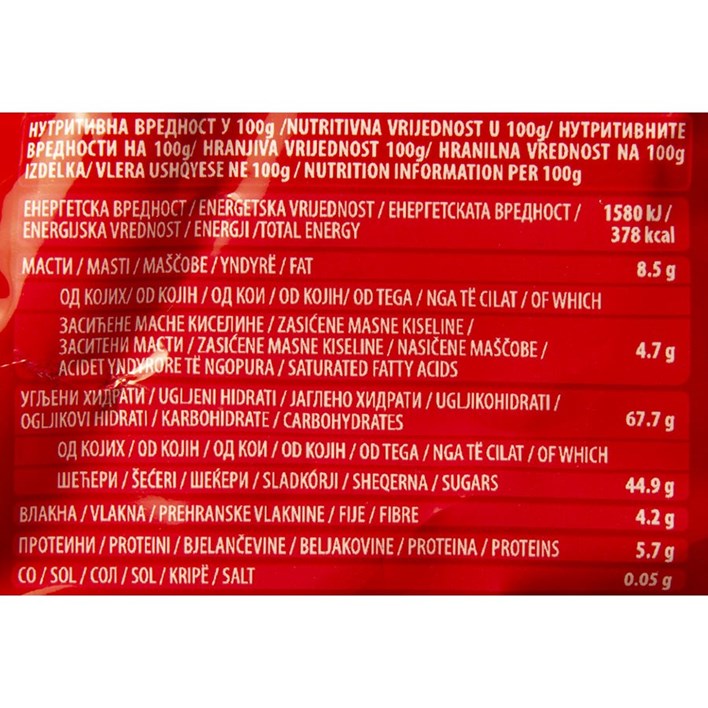 НУТРИТИВНА ВРЕДНОСТ У 100g /NUTRITIVNA VRIJEDNOST U 100g/ НУТРИТИВНИТЕ
ВРЕДНОСТИ НА 100g/ HRANJIVA VRIJEDNOST 100g/ HRANILNA VREDNOST NA 100g
IZDELKA/ VLERA USHQYESE NE 100g / NUTRITION INFORMATION PER 100g
ЕНЕРГЕТСКА ВРЕДНОСТ / ENERGETSKA VRIJEDNOST / ЕНЕРГЕТСКАТА ВРЕДНОСТ / 1580 kJ /
ENERGIJSKA VREDNOST / ENERGJI /TOTAL ENERGY 378 kcal
МАСТИ / MASTI / MAŠČOBE / YNDYRË / FAT 8.5 g
ОД КОЈИХ/ OD KOJIH / ОД КОИ / OD KOJIH/ OD TEGA / NGA TË CILAT / OF WHICH
ЗАСИЋЕНЕ МАСНЕ КИСЕЛИНЕ / ZASIĆENE MASNE KISELINE /
ЗАСИТЕНИ МАСТИ / ZASIĆENE MASNE KISELINE / NASIČENE MAŠČOBE / 4.7 g
ACIDET YNDYRORE TË NGOPURA / SATURATED FATTY ACIDS
УГЉЕНИ ХИДРАТИ / UGLJENI HIDRATI / ЈАГЛЕНО ХИДРАТИ / UGLJIKOHIDRATI /
OGLJIKOVI HIDRATI / KARBOHIDRATE / CARBOHYDRATES 67.7 g
ОД КОЈИХ / OD KOJIH / ОД КОИ / OD KOJIH / OD TEGA / NGA TË CILAT / OF WHICH
ШЕЋЕРИ / ŠEĆERI / ШЕЌЕРИ / SLADKÓRJI / SHEQERNA / SUGARS 44.9 g
ВЛАКНА / VLAKNA / PREHRANSKE VLAKNINE / FIJE / FIBRE 4.2 g
ПРОТЕИНИ / PROTEINI / BJELANČEVINE / BELJAKOVINE / PROTEINA / PROTEINS 5.7 g
СО / SOL / СОЛ / SOL / KRIPË / SALT 0.05 g